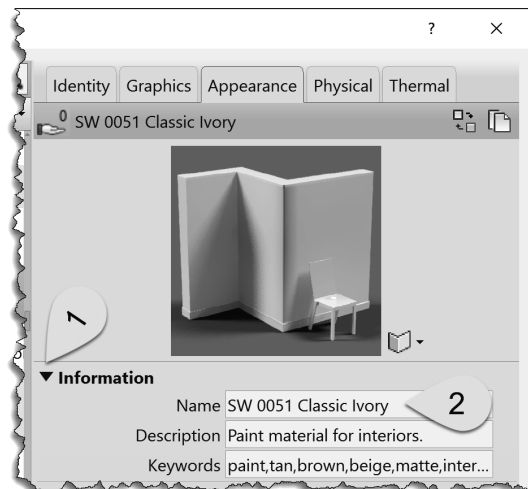 ? ×
Identity Graphics Appearance Physical Thermal
0 SW 0051 Classic Ivory
1
▼ Information
Name SW 0051 Classic Ivory 2
Description Paint material for interiors.
Keywords paint,tan,brown,beige,matte,inter...